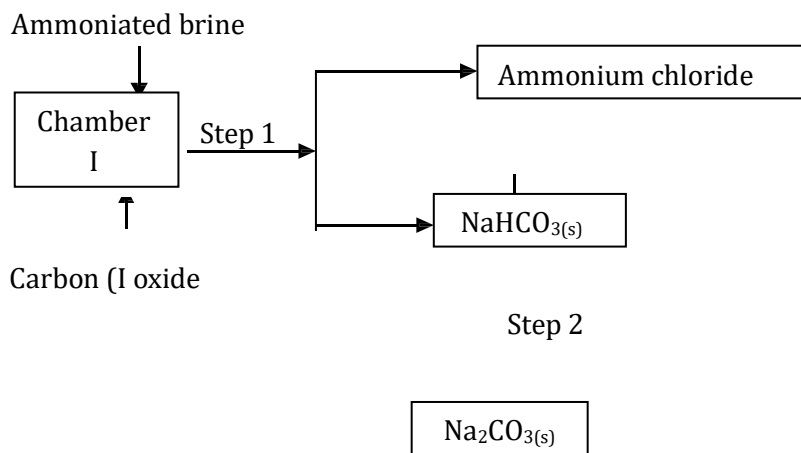 Ammoniated brine
Ammonium chloride
Chamber
I
Step 1
NaHCO₃(s)
Carbon (I oxide
Step 2
Na₂CO₃(s)